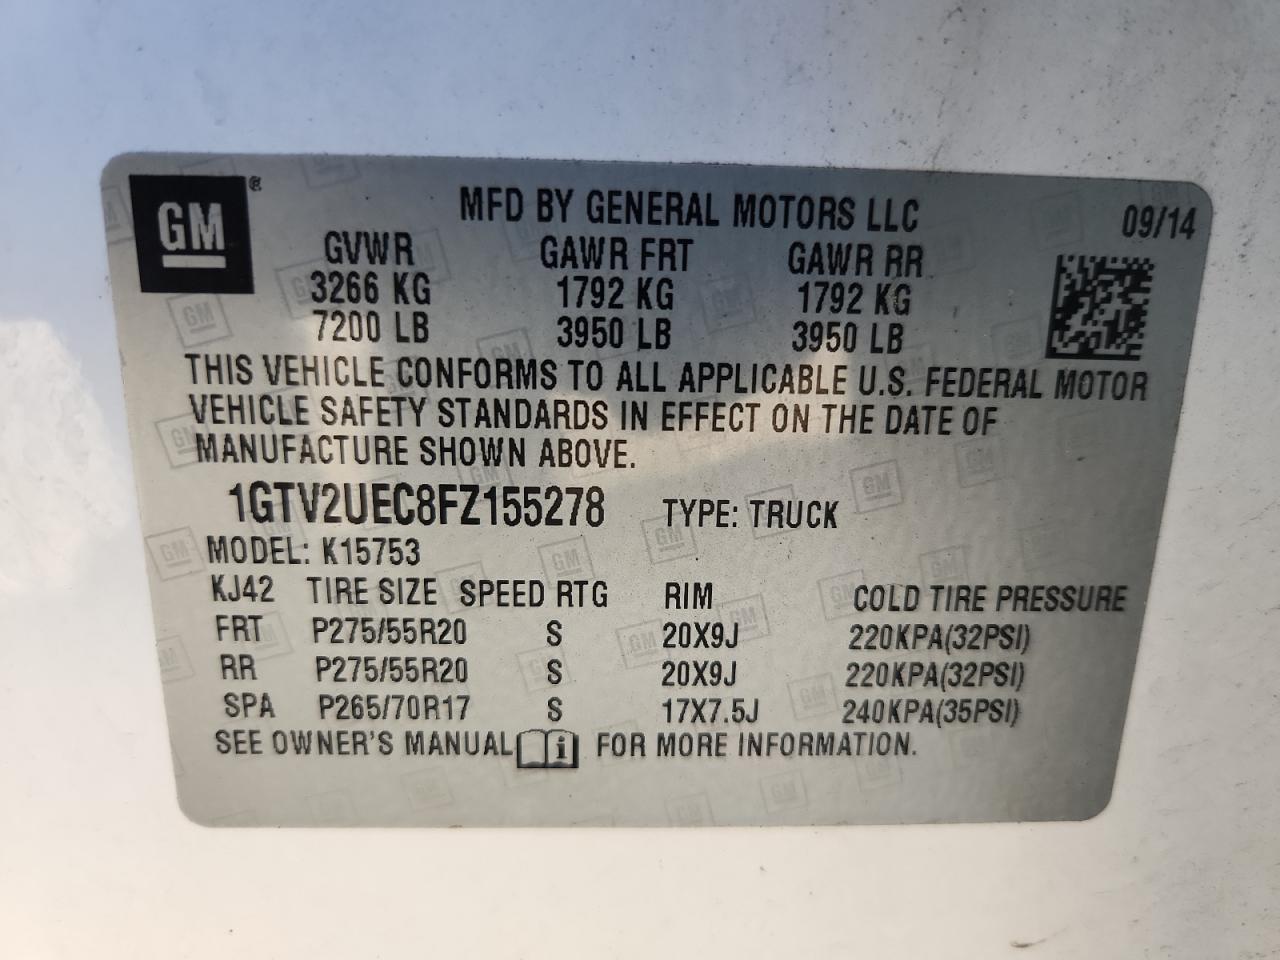 GM ®
MFD BY GENERAL MOTORS LLC 09/14
GVWR GAWR FRT GAWR RR
3266 KG 1792 KG 1792 KG
7200 LB 3950 LB 3950 LB
THIS VEHICLE CONFORMS TO ALL APPLICABLE U.S. FEDERAL MOTOR
VEHICLE SAFETY STANDARDS IN EFFECT ON THE DATE OF
MANUFACTURE SHOWN ABOVE.
1GTV2UEC8FZ155278 TYPE: TRUCK
MODEL: K15753
KJ42 TIRE SIZE SPEED RTG RIM COLD TIRE PRESSURE
FRT P275/55R20 S 20X9J 220KPA(32PSI)
RR P275/55R20 S 20X9J 220KPA(32PSI)
SPA P265/70R17 S 17X7.5J 240KPA(35PSI)
SEE OWNER'S MANUAL i FOR MORE INFORMATION.